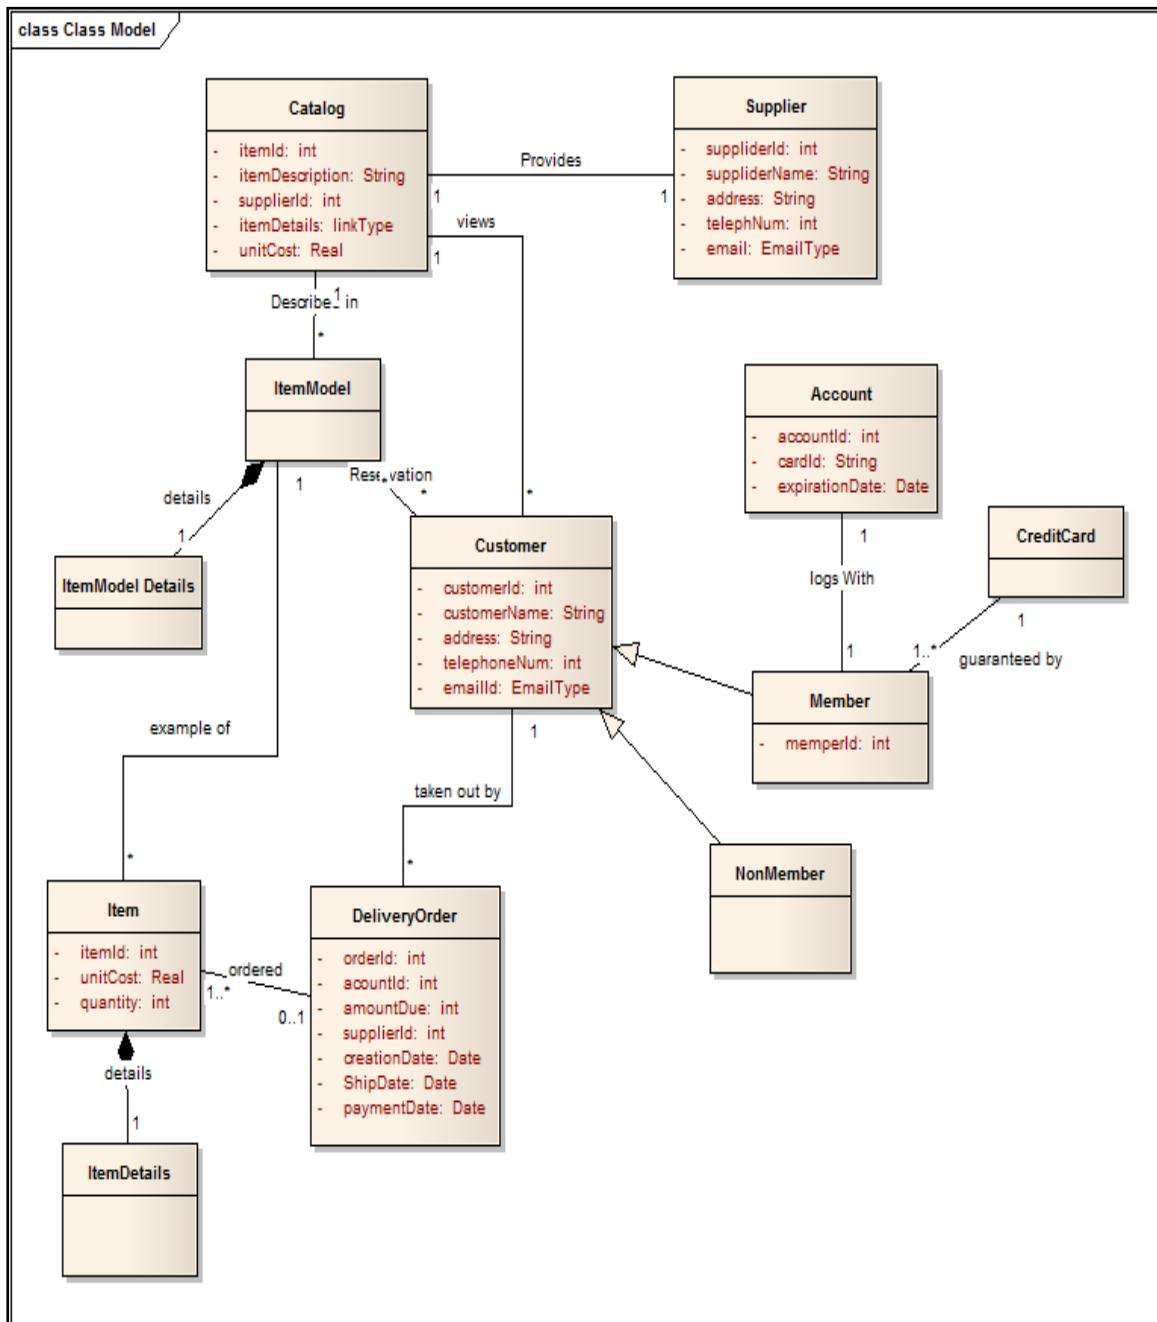 class Class Model
Catalog
- itemId: int
- itemDescription: String
- supplierId: int
- itemDetails: linkType
- unitCost: Real
Supplier
- suppliderId: int
- suppliderName: String
- address: String
- telephNum: int
- email: EmailType
Provides
1
1
views
1
1
in
*
ItemModel
Account
- accountId: int
- cardId: String
- expirationDate: Date
1
*
*
*
details
1
CreditCard
1
Customer
- customerId: int
- customerName: String
- address: String
- telephoneNum: int
- emailId: EmailType
ItemModel Details
logs With
1
1..*
1
guaranteed by
Member
- memperId: int
example of
1
taken out by
*
*
NonMember
Item
- itemId: int
- unitCost: Real
- quantity: int
DeliveryOrder
- orderId: int
- acountId: int
- amountDue: int
- supplierId: int
- creationDate: Date
- ShipDate: Date
- paymentDate: Date
ordered
1..*
0..1
details
1
ItemDetails